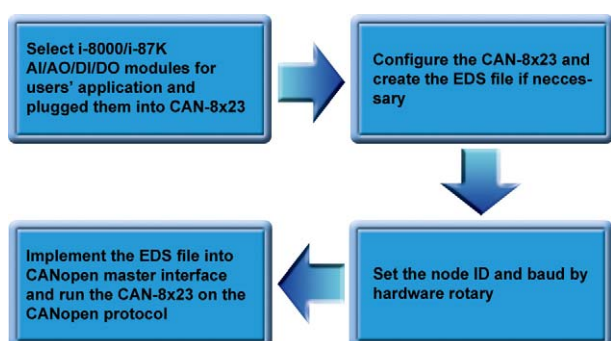 Select i-8000/i-87K
AI/AO/DI/DO modules for
users' application and
plugged them into CAN-8x23
Configure the CAN-8x23 and
create the EDS file if necces-
sary
Set the node ID and baud by
hardware rotary
Implement the EDS file into
CANopen master interface
and run the CAN-8x23 on the
CANopen protocol